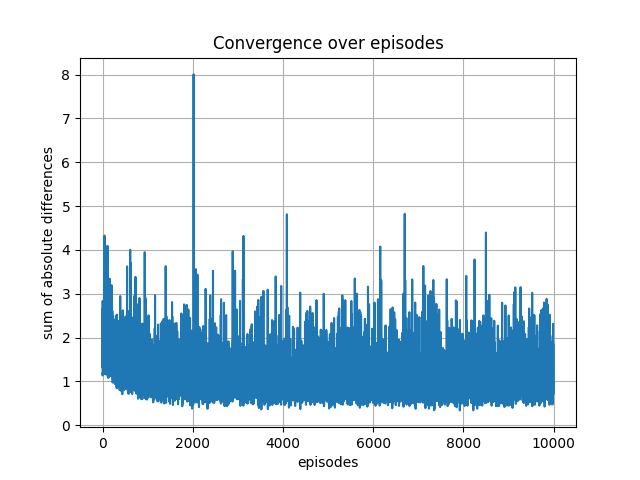 Convergence over episodes
sum of absolute differences
8
7
6
5
4
3
2
1
0
0 2000 4000 6000 8000 10000
episodes